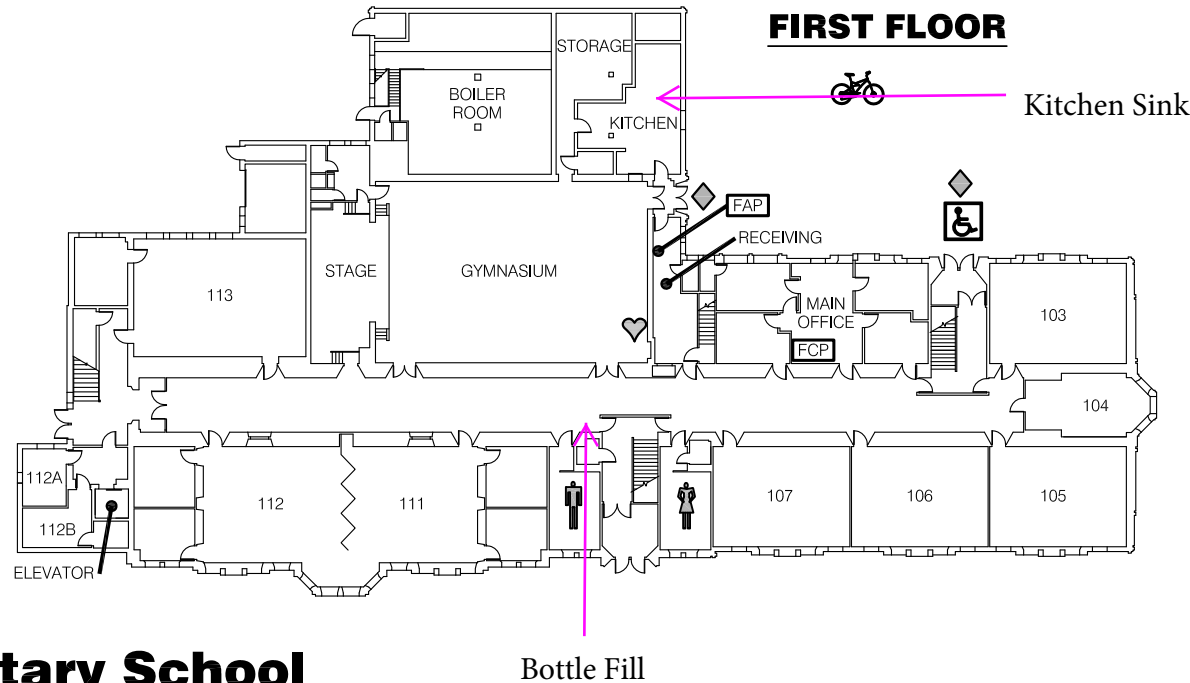 FIRST FLOOR
STORAGE
BOILER
ROOM
KITCHEN
Kitchen Sink
FAP
RECEIVING
STAGE
GYMNASIUM
113
MAIN
OFFICE
FCP
103
104
112A
112B
112
111
107
106
105
ELEVATOR
tary School
Bottle Fill